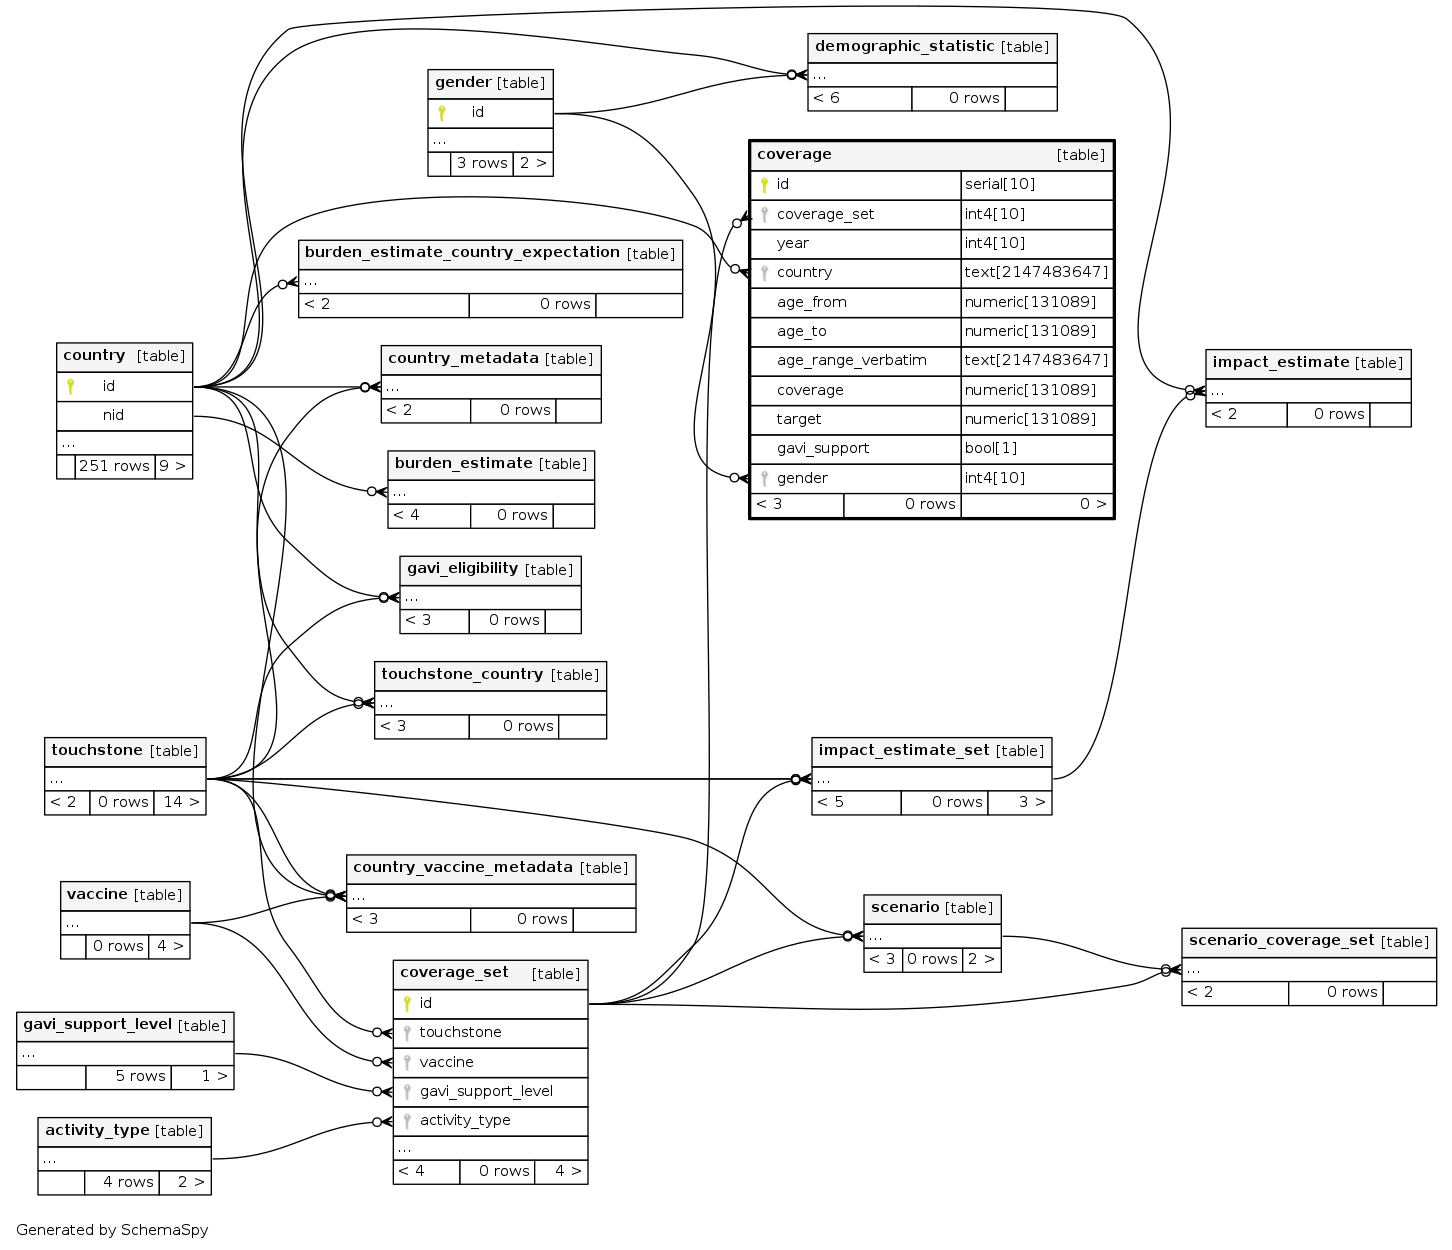 demographic_statistic [table]
...
< 6 0 rows
gender [table]
id
...
3 rows 2 >
coverage [table]
id serial[10]
coverage_set int4[10]
year int4[10]
country text[2147483647]
age_from numeric[131089]
age_to numeric[131089]
age_range_verbatim text[2147483647]
coverage numeric[131089]
target numeric[131089]
gavi_support bool[1]
gender int4[10]
< 3 0 rows 0 >
burden_estimate_country_expectation [table]
...
< 2 0 rows
country [table]
id
nid
...
251 rows 9 >
country_metadata [table]
...
< 2 0 rows
impact_estimate [table]
...
< 2 0 rows
burden_estimate [table]
...
< 4 0 rows
gavi_eligibility [table]
...
< 3 0 rows
touchstone_country [table]
...
< 3 0 rows
touchstone [table]
...
< 2 0 rows 14 >
impact_estimate_set [table]
...
< 5 0 rows 3 >
country_vaccine_metadata [table]
...
< 3 0 rows
vaccine [table]
...
0 rows 4 >
scenario [table]
...
< 3 0 rows 2 >
scenario_coverage_set [table]
...
< 2 0 rows
coverage_set [table]
id
touchstone
vaccine
gavi_support_level
activity_type
...
< 4 0 rows 4 >
gavi_support_level [table]
...
5 rows 1 >
activity_type [table]
...
4 rows 2 >
Generated by SchemaSpy